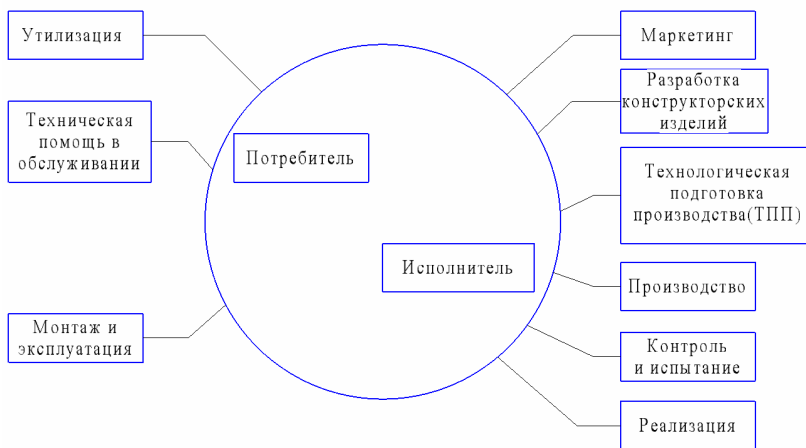 Утилизация
Техническая
помощь в
обслуживании
Монтаж и
эксплуатация
Потребитель
Исполнитель
Маркетинг
Разработка
конструкторских
изделий
Технологическая
подготовка
производства(ТПП)
Производство
Контроль
и испытание
Реализация